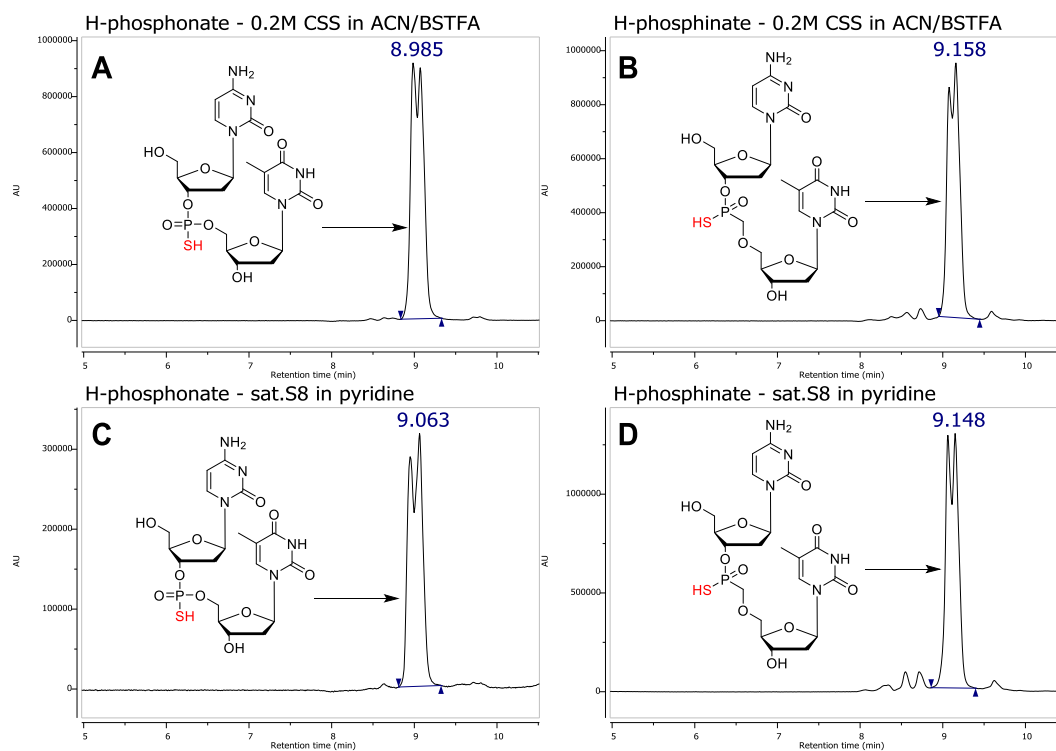 H-phosphonate - 0.2M CSS in ACN/BSTFA
A
8.985
1000000
800000
600000
400000
200000
0
AU
NH2
N
N
O
HO
O
O
O
NH
N
O
O
P
O
SH
O
OH
5
6
7
8
9
10
Retention time (min)
H-phosphinate - 0.2M CSS in ACN/BSTFA
B
9.158
1000000
800000
600000
400000
200000
0
AU
NH2
N
N
O
HO
O
O
O
NH
N
O
HS
P
O
O
O
OH
5
6
7
8
9
10
Retention time (min)
H-phosphonate - sat.S8 in pyridine
C
9.063
300000
200000
100000
0
AU
NH2
N
N
O
HO
O
O
O
NH
N
O
O
P
O
SH
O
OH
5
6
7
8
9
10
Retention time (min)
H-phosphinate - sat.S8 in pyridine
D
9.148
1000000
500000
0
AU
NH2
N
N
O
HO
O
O
O
NH
N
O
HS
P
O
O
O
OH
5
6
7
8
9
10
Retention time (min)